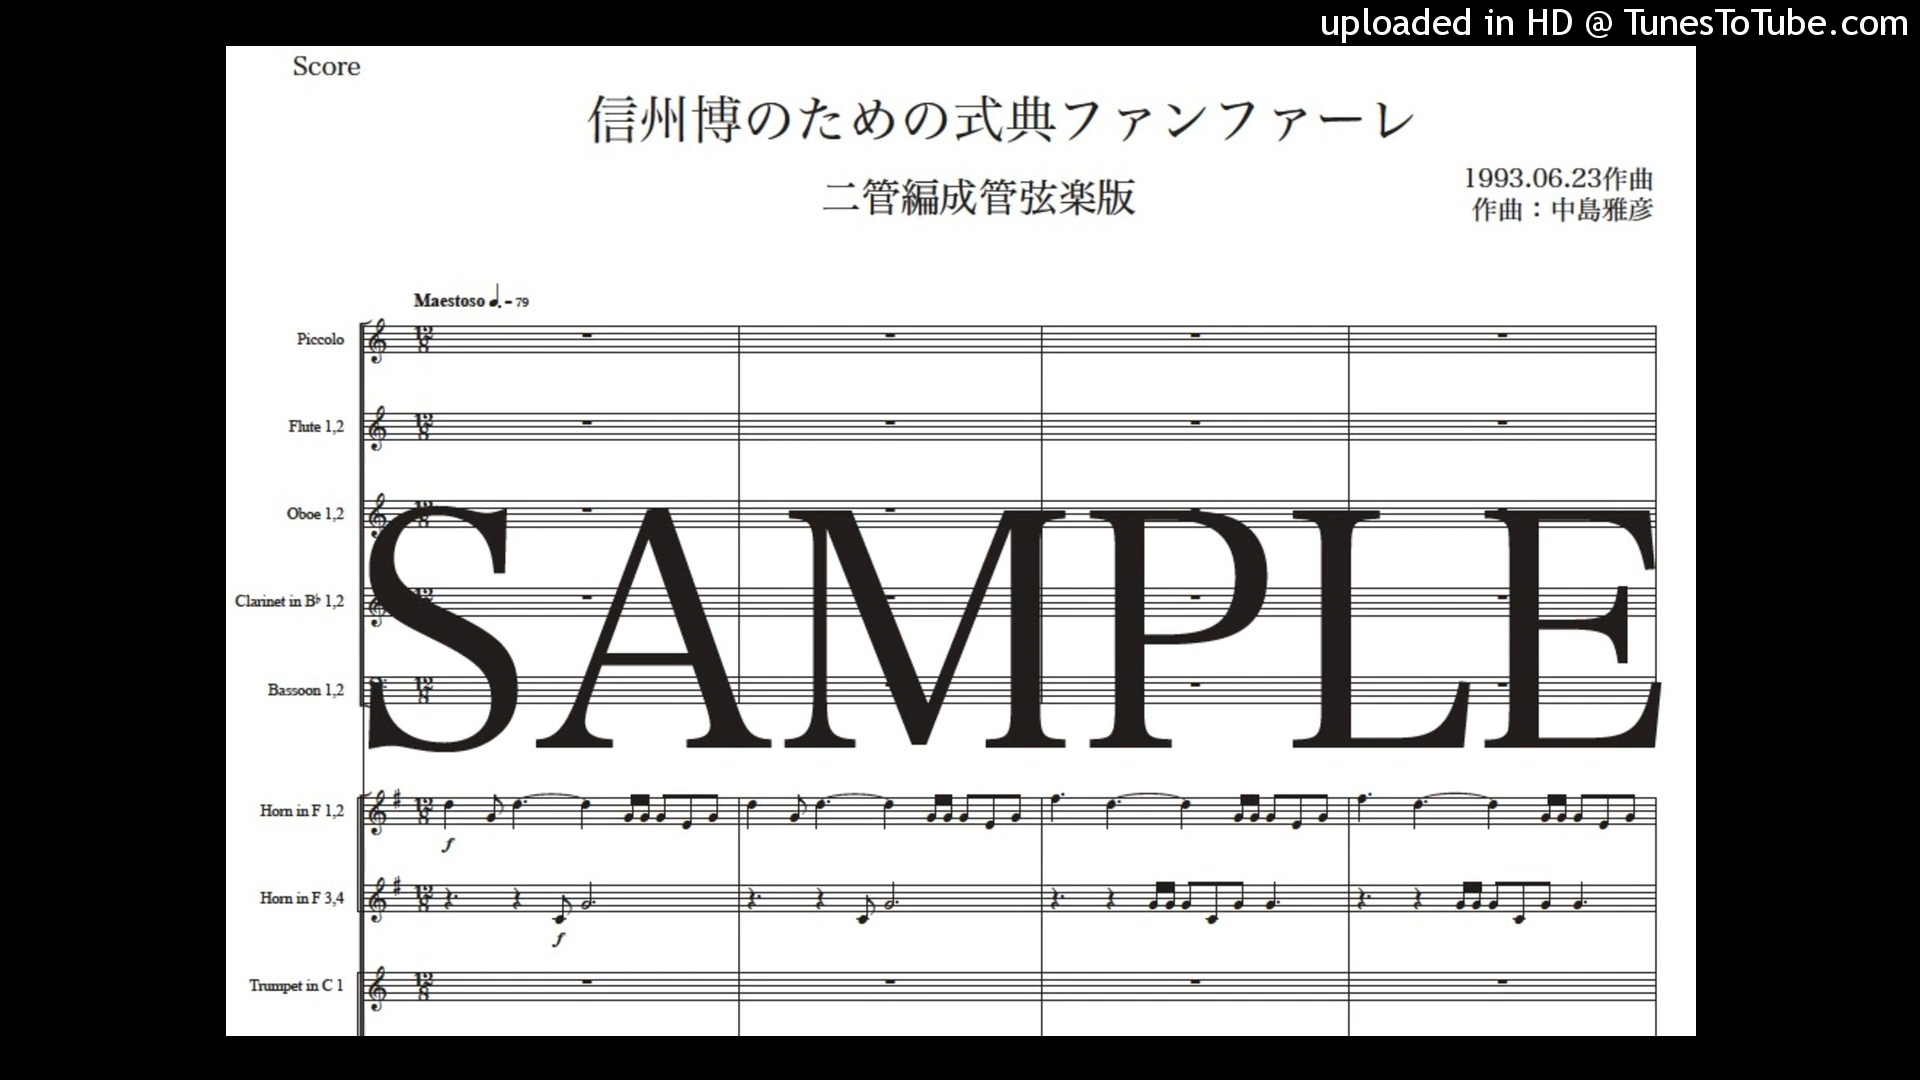 uploaded in HD @ TunesToTube.com
Score
信州博のための式典ファンファーレ
二管編成管弦楽版
1993.06.23作曲
作曲：中島雅彦
Maestoso ♩. = 79
Piccolo
Flute 1,2
Oboe 1,2
SAMPLE
Clarinet in B♭ 1,2
Bassoon 1,2
Horn in F 1,2
f
Horn in F 3,4
f
Trumpet in C 1